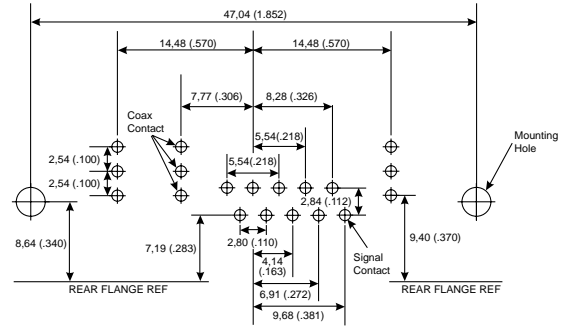 47,04 (1.852)
14,48 (.570)
14,48 (.570)
7,77 (.306)
8,28 (.326)
Coax
Contact
5,54(.218)
Mounting
Hole
2,54 (.100)
5,54(.218)
2,54 (.100)
2,84 (.112)
8,64 (.340)
7,19 (.283)
2,80 (.110)
9,40 (.370)
4,14
(.163)
Signal
Contact
6,91 (.272)
REAR FLANGE REF
REAR FLANGE REF
9,68 (.381)